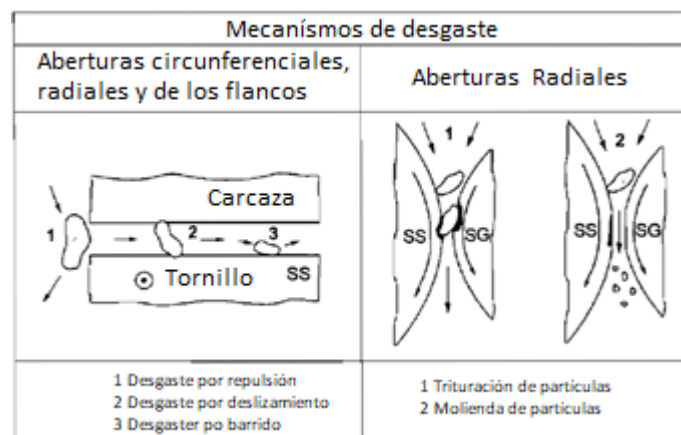 Mecanísmos de desgaste
Aberturas circunferenciales,
radiales y de los flancos
Aberturas Radiales
1
Carcaza
2
3
Tornillo
SS
1
SS
SG
2
SS
SG
1 Desgaste por repulsión
2 Desgaste por deslizamiento
3 Desgaster po barrido
1 Trituración de partículas
2 Molienda de partículas